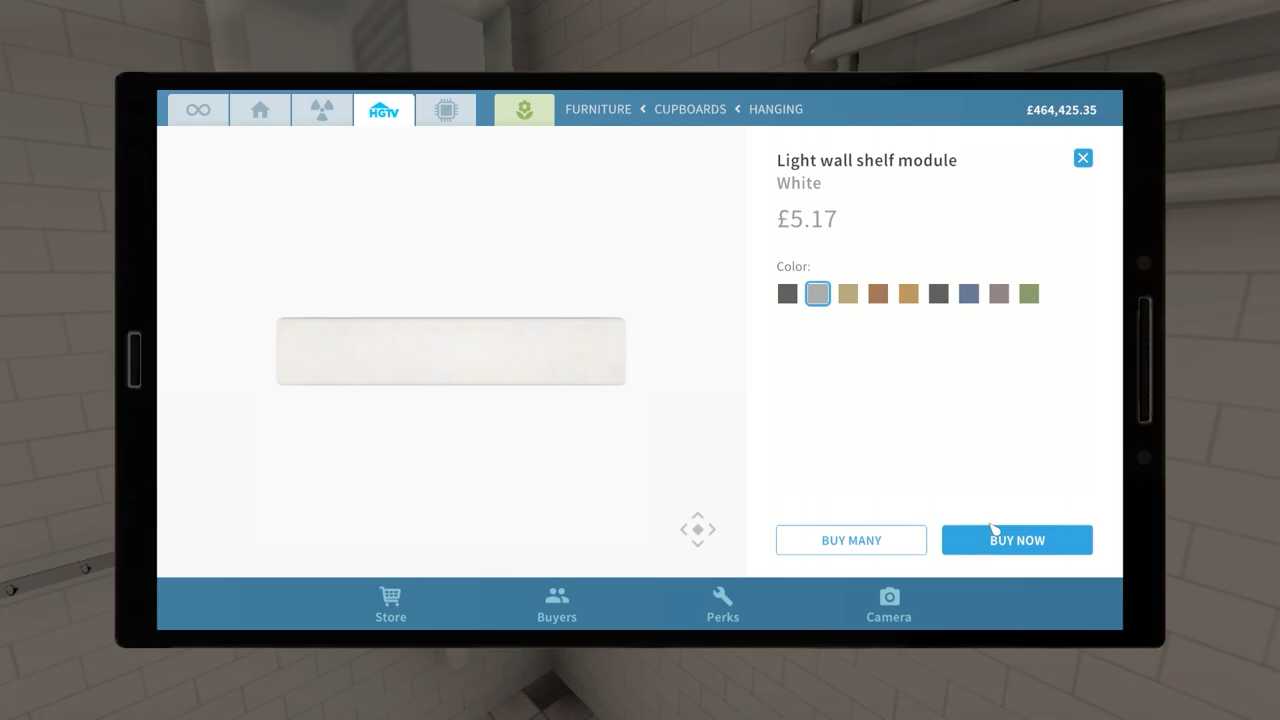 HGTV
FURNITURE < CUPBOARDS < HANGING
£464,425.35
Light wall shelf module
White
£5.17
Color:
BUY MANY
BUY NOW
Store
Buyers
Perks
Camera